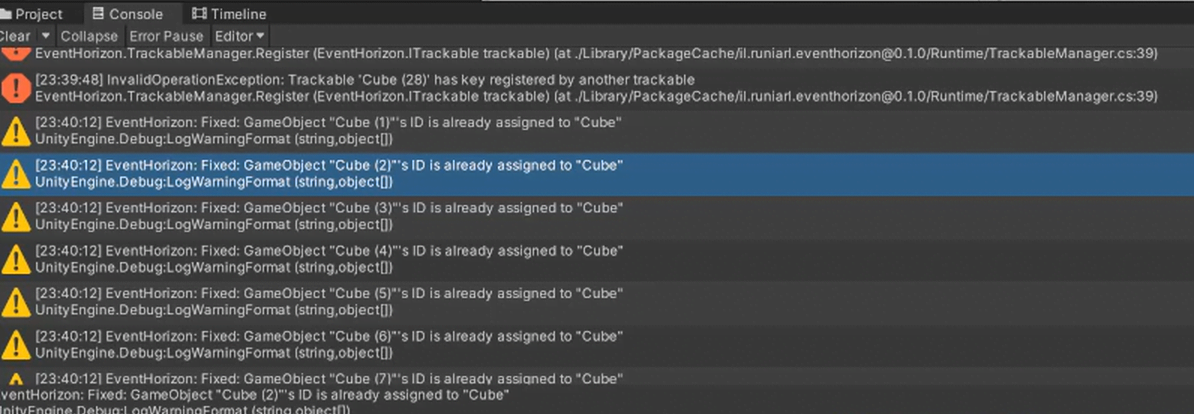 Project Console Timeline
Clear Collapse Error Pause Editor
EventHorizon.TrackableManager.Register (EventHorizon.ITrackable trackable) (at ./Library/PackageCache/il.runiarl.eventhorizon@0.1.0/Runtime/TrackableManager.cs:39)
[23:39:48] InvalidOperationException: Trackable 'Cube (28)' has key registered by another trackable
EventHorizon.TrackableManager.Register (EventHorizon.ITrackable trackable) (at ./Library/PackageCache/il.runiarl.eventhorizon@0.1.0/Runtime/TrackableManager.cs:39)
[23:40:12] EventHorizon: Fixed: GameObject "Cube (1)"'s ID is already assigned to "Cube"
UnityEngine.Debug:LogWarningFormat (string,object[])
[23:40:12] EventHorizon: Fixed: GameObject "Cube (2)"'s ID is already assigned to "Cube"
UnityEngine.Debug:LogWarningFormat (string,object[])
[23:40:12] EventHorizon: Fixed: GameObject "Cube (3)"'s ID is already assigned to "Cube"
UnityEngine.Debug:LogWarningFormat (string,object[])
[23:40:12] EventHorizon: Fixed: GameObject "Cube (4)"'s ID is already assigned to "Cube"
UnityEngine.Debug:LogWarningFormat (string,object[])
[23:40:12] EventHorizon: Fixed: GameObject "Cube (5)"'s ID is already assigned to "Cube"
UnityEngine.Debug:LogWarningFormat (string,object[])
[23:40:12] EventHorizon: Fixed: GameObject "Cube (6)"'s ID is already assigned to "Cube"
UnityEngine.Debug:LogWarningFormat (string,object[])
[23:40:12] EventHorizon: Fixed: GameObject "Cube (7)"'s ID is already assigned to "Cube"
ventHorizon: Fixed: GameObject "Cube (2)"'s ID is already assigned to "Cube"
UnityEngine.Debug:LogWarningFormat (string,object[])